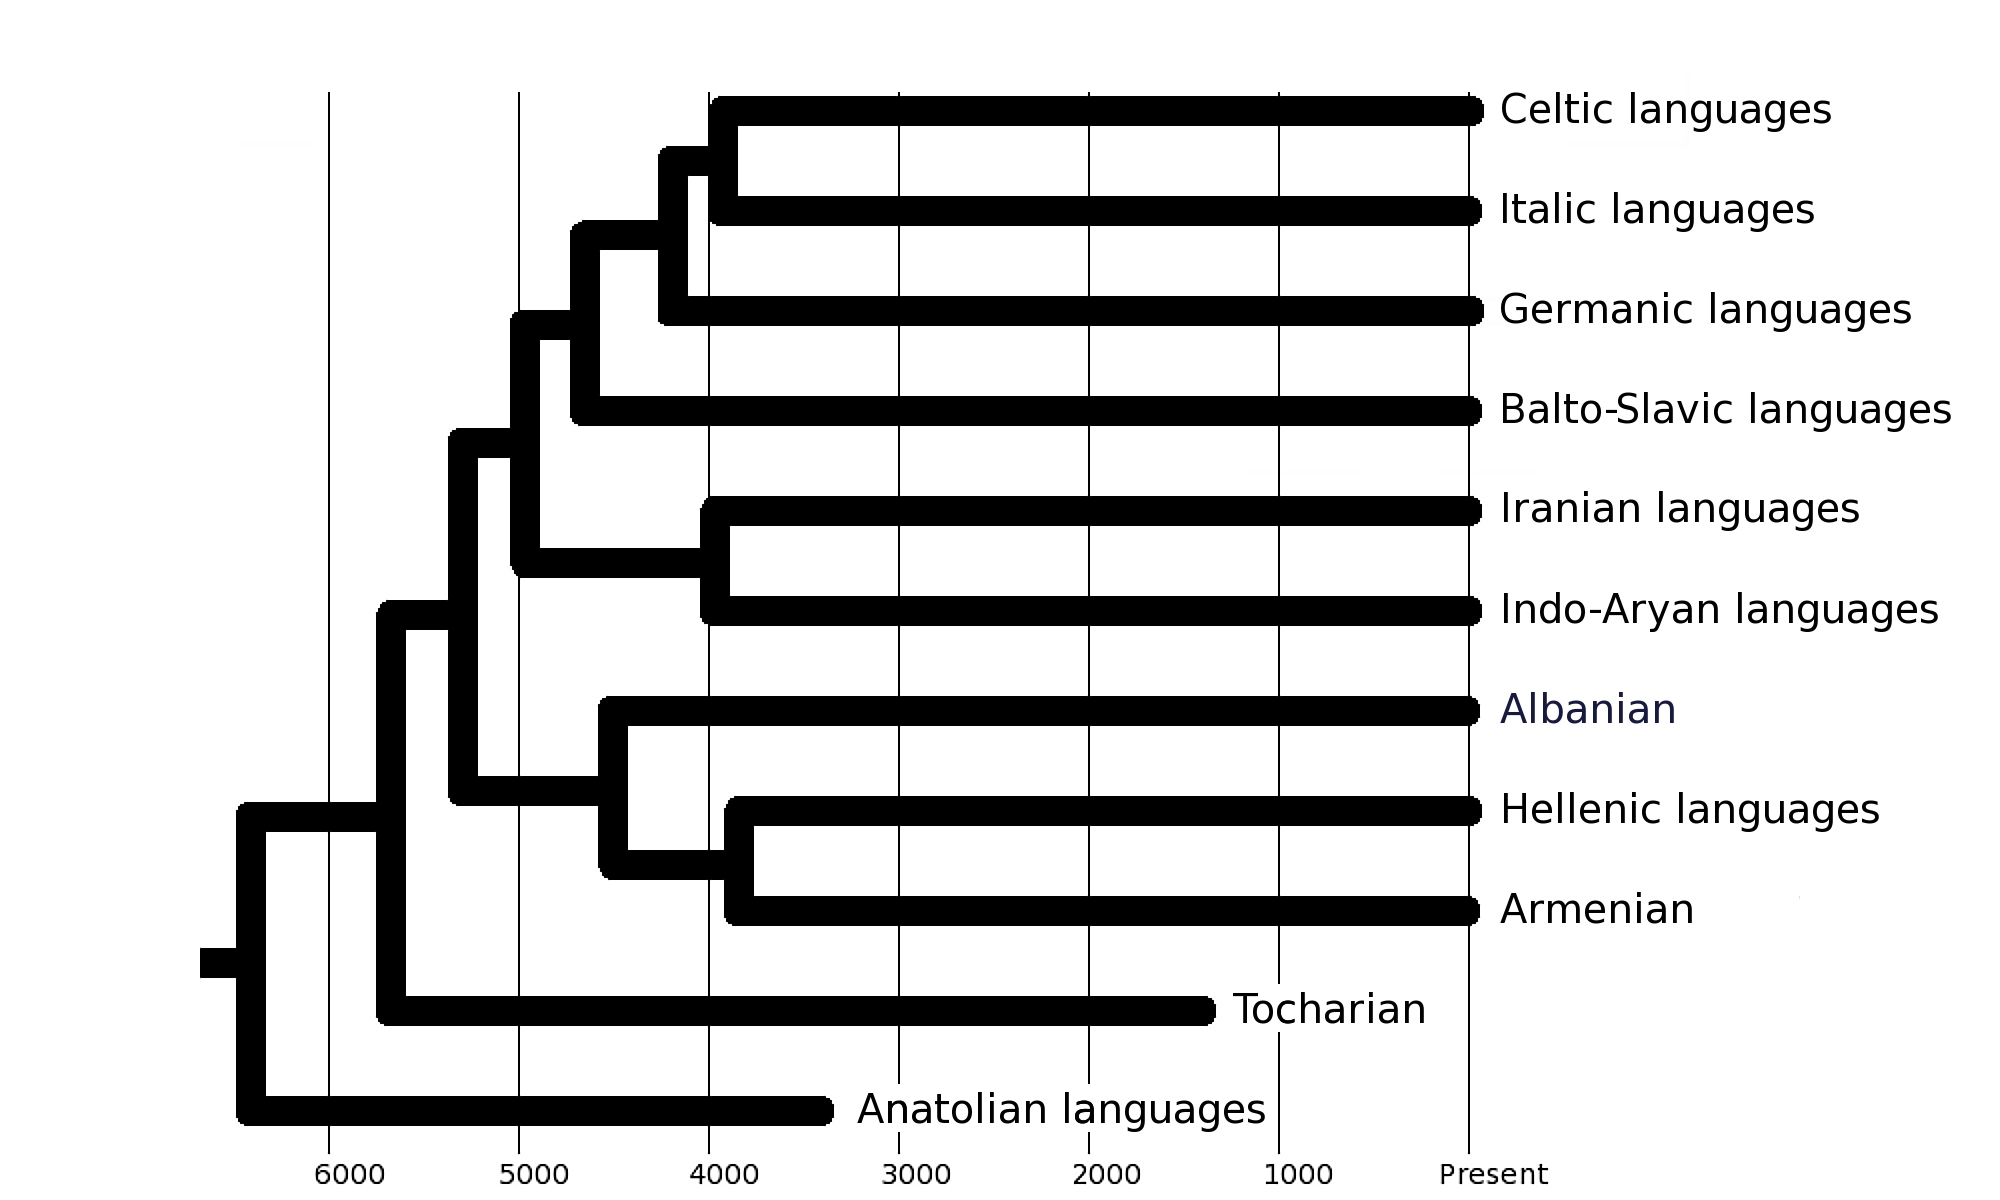 Celtic languages
Italic languages
Germanic languages
Balto-Slavic languages
Iranian languages
Indo-Aryan languages
Albanian
Hellenic languages
Armenian
Tocharian
Anatolian languages
6000 5000 4000 3000 2000 1000 Present